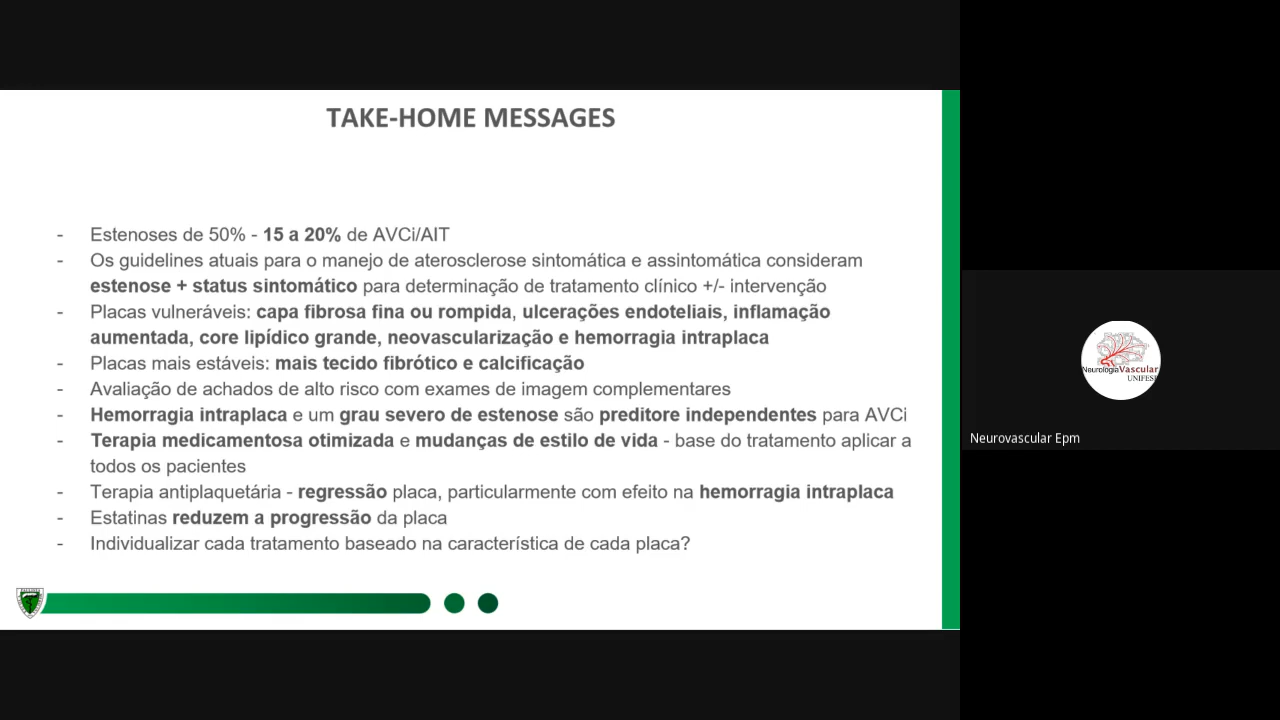 TAKE-HOME MESSAGES
- Estenoses de 50% - 15 a 20% de AVCi/AIT
- Os guidelines atuais para o manejo de aterosclerose sintomática e assintomática consideram
estenose + status sintomático para determinação de tratamento clínico +/- intervenção
- Placas vulneráveis: capa fibrosa fina ou rompida, ulcerações endoteliais, inflamação
aumentada, core lipídico grande, neovascularização e hemorragia intraplaca
- Placas mais estáveis: mais tecido fibrótico e calcificação
- Avaliação de achados de alto risco com exames de imagem complementares
- Hemorragia intraplaca e um grau severo de estenose são preditore independentes para AVCi
- Terapia medicamentosa otimizada e mudanças de estilo de vida - base do tratamento aplicar a
todos os pacientes
- Terapia antiplaquetária - regressão placa, particularmente com efeito na hemorragia intraplaca
- Estatinas reduzem a progressão da placa
- Individualizar cada tratamento baseado na característica de cada placa?
NeurologiaVascular
UNIFESP
Neurovascular Epm